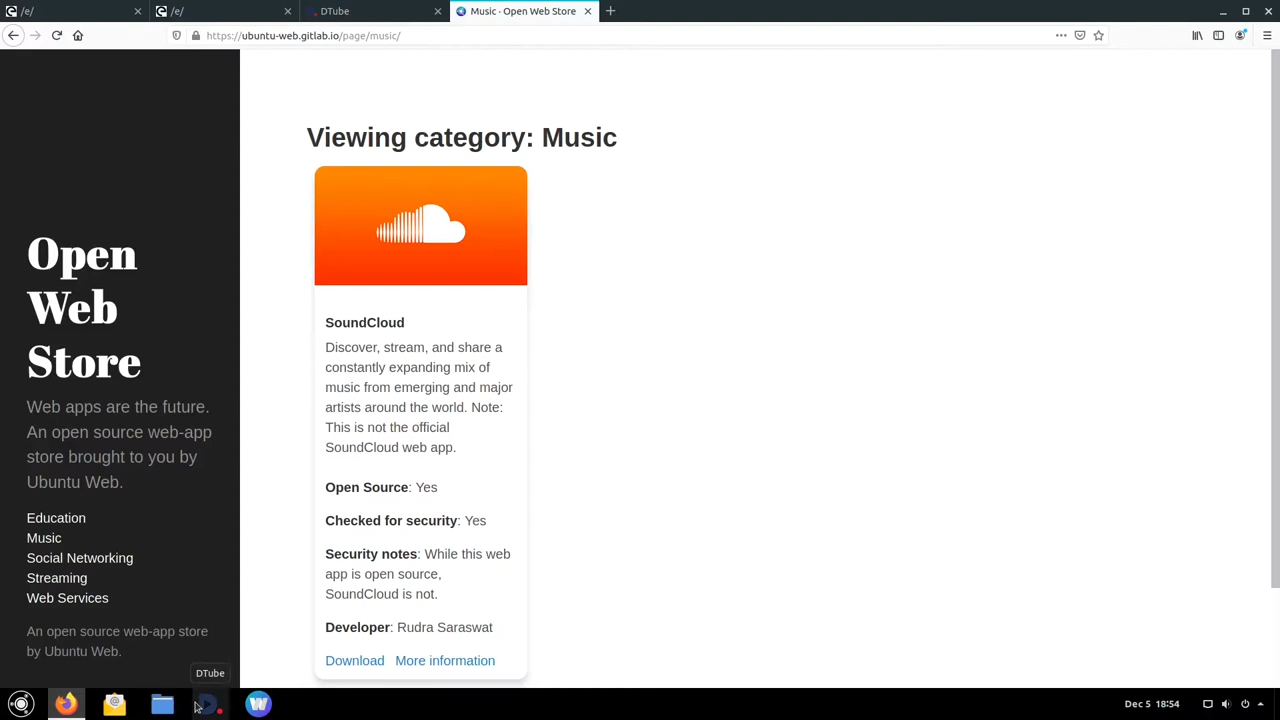 /e/
/e/
DTube
Music - Open Web Store
https://ubuntu-web.gitlab.io/page/music/
Open
Web
Store
Web apps are the future.
An open source web-app
store brought to you by
Ubuntu Web.
Education
Music
Social Networking
Streaming
Web Services
An open source web-app store
by Ubuntu Web.
Viewing category: Music
SoundCloud
Discover, stream, and share a
constantly expanding mix of
music from emerging and major
artists around the world. Note:
This is not the official
SoundCloud web app.
Open Source: Yes
Checked for security: Yes
Security notes: While this web
app is open source,
SoundCloud is not.
Developer: Rudra Saraswat
Download More information
DTube
Dec 5 18:54